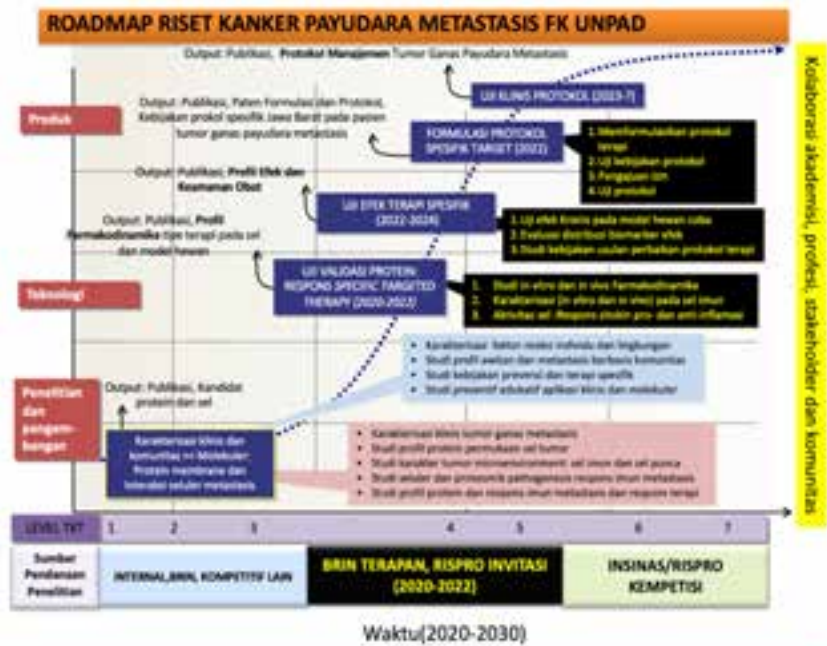 ROADMAP RISET KANKER PAYUDARA METASTASIS FK UNPAD
Output: Publikasi, Protokol Manajemen Tumor Ganas Payudara Metastasis
UJI KLINIS PROTOKOL (2023-7)
Produk
Output: Publikasi, Paten Formulasi dan Protokol,
Kebijakan prokol spesifik Jawa Barat pada pasien
tumor ganas payudara metastasis
FORMULASI PROTOKOL
SPESIFIK TARGET (2022)
1. Memformulasikan protokol
terapi
2. Uji kebijakan protokol
3. Pengajuan izin
4. Uji protokol
Output: Publikasi, Profil Efek dan
Keamanan Obat
UJI EFEK TERAPI SPESIFIK
(2022-2024)
1. Uji efek kronis pada model hewan coba
2. Evaluasi distribusi biomarker efek
3. Studi kebijakan usulan perbaikan protokol terapi
Output: Publikasi, Profil
Farmakodinamika tipe terapi pada sel
dan model hewan
UJI VALIDASI PROTEIN
RESPONS SPECIFIC TARGETED
THERAPY (2020-2022)
Teknologi
1. Studi in vitro dan in vivo Farmakodinamika
2. Karakterisasi (in vitro dan in vivo) pada sel imun
3. Aktivitas sel: Respons sitokin pro- dan anti-inflamasi
• Karakterisasi faktor resiko individu dan lingkungan
• Studi profil awitan dan metastasis berbasis komunitas
• Studi kebijakan prevensi dan terapi spesifik
• Studi preventif edukatif aplikasi klinis dan molekuler
Penelitian
dan
pengem-
bangan
Output: Publikasi, Kandidat
protein dan sel
Karakterisasi klinis dan
komunitas >< Molekuler:
Protein membrane dan
Interaksi seluler metastasis
• Karakterisasi klinis tumor ganas metastasis
• Studi profil protein permukaan sel tumor
• Studi karakter tumor microenvironment: sel imun dan sel punca
• Studi seluler dan proteomik pathogenesis respons imun metastasis
• Studi profil protein dan respons imun metastasis dan respons terapi
Kolaborasi akademisi, profesi, stakeholder dan komunitas
LEVEL TKT 1 2 3 4 5 6 7
Sumber
Pendanaan
Penelitian
INTERNAL,BRIN, KOMPETITIF LAIN
BRIN TERAPAN, RISPRO INVITASI
(2020-2022)
INSINAS/RISPRO
KEMPETISI
Waktu(2020-2030)